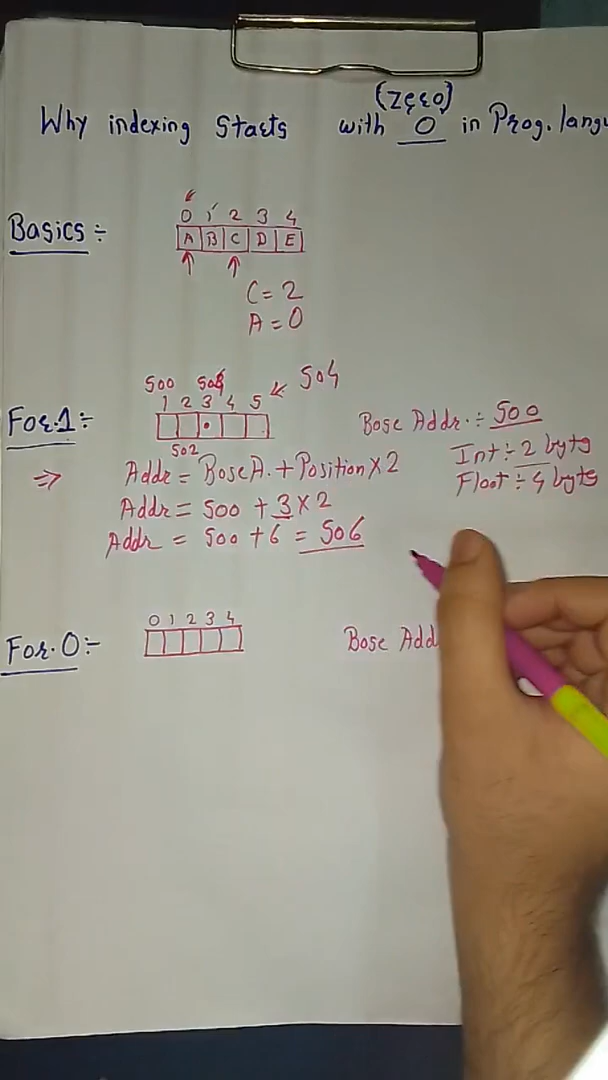 (Zero)
Why indexing Starts with 0 in Prog. langu
Basics :-
0 1 2 3 4
A B C D E
C = 2
A = 0
500 504
1 2 3 4 5
For.1:-
502
Base Addr. :- 500
Int :- 2 byts
Float :- 4 byts
⇒ Addr = Base A. + Position × 2
Addr = 500 + 3 × 2
Addr = 500 + 6 = 506
0 1 2 3 4
For.0:-
Base Add